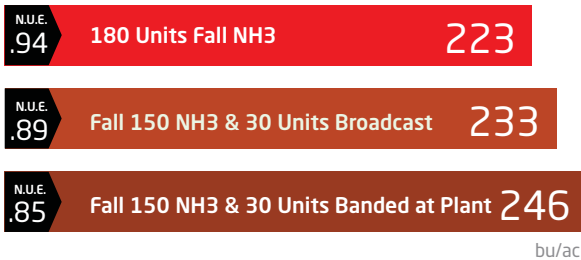 N.U.E.
.94
180 Units Fall NH3 223
N.U.E.
.89
Fall 150 NH3 & 30 Units Broadcast 233
N.U.E.
.85
Fall 150 NH3 & 30 Units Banded at Plant 246
bu/ac